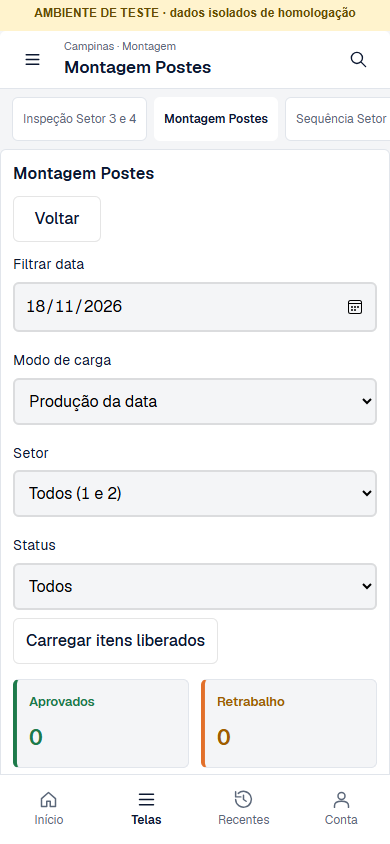 AMBIENTE DE TESTE · dados isolados de homologação
Campinas · Montagem
Montagem Postes
Inspeção Setor 3 e 4
Montagem Postes
Sequência Setor
Montagem Postes
Voltar
Filtrar data
18/11/2026
Modo de carga
Produção da data
Setor
Todos (1 e 2)
Status
Todos
Carregar itens liberados
Aprovados
Retrabalho
0
0
Início
Telas
Recentes
Conta